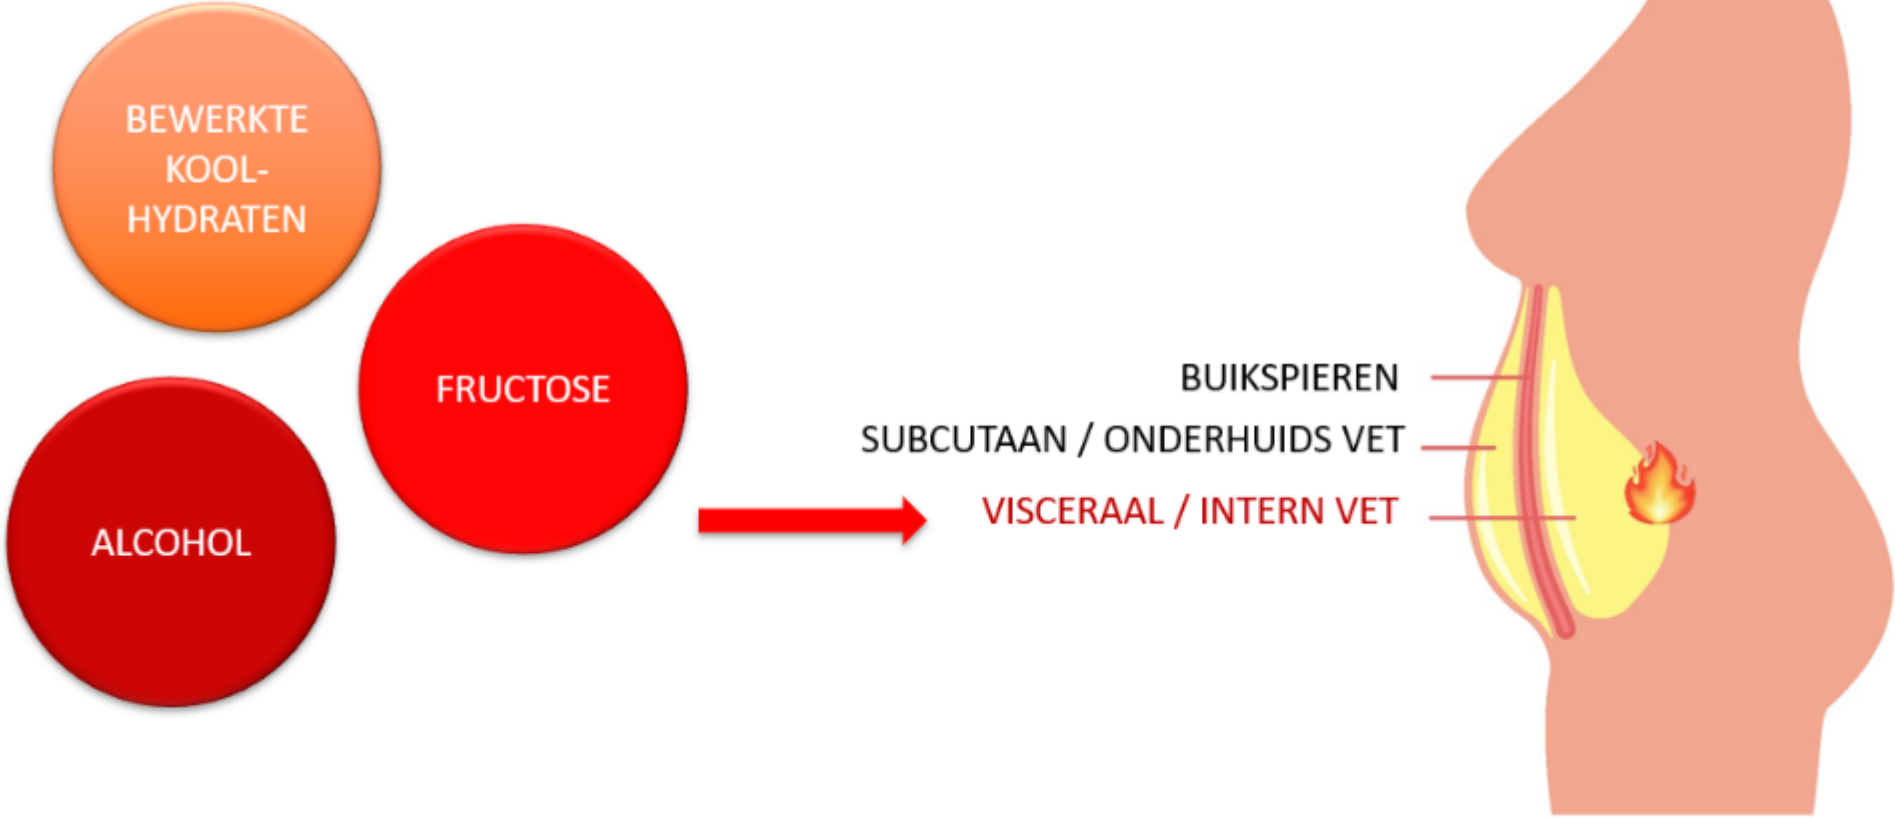 BEWERKTE
KOOL-
HYDRATEN
FRUCTOSE
ALCOHOL
BUIKSPIEREN
SUBCUTAAN / ONDERHUIDS VET
VISCERAAL / INTERN VET